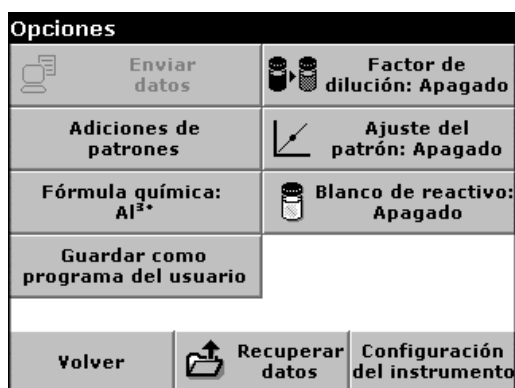 Opciones
Enviar
datos
Factor de
dilución: Apagado
Adiciones de
patrones
Ajuste del
patrón: Apagado
Fórmula química:
Al³⁺
Blanco de reactivo:
Apagado
Guardar como
programa del usuario
Volver
Recuperar
datos
Configuración
del instrumento